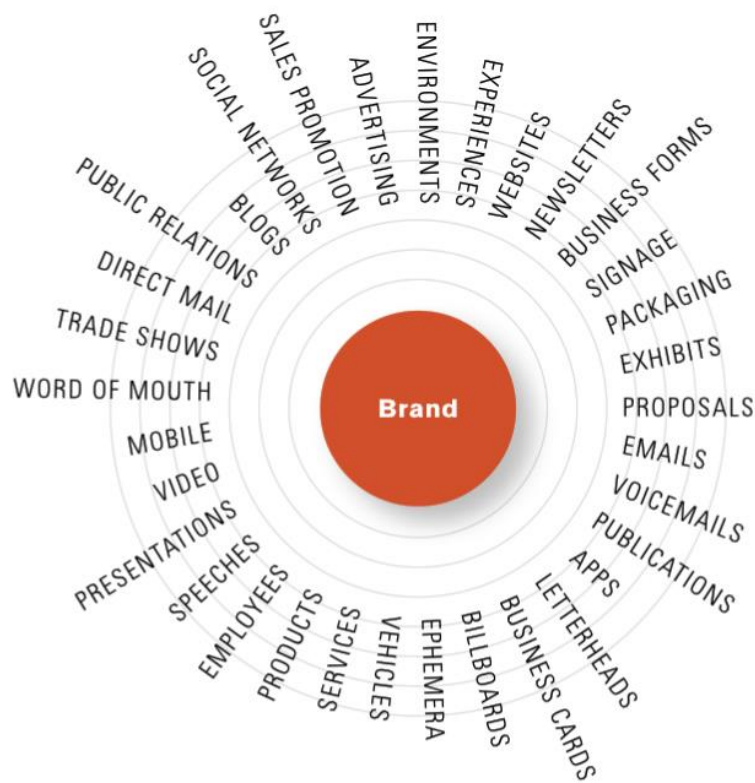 Brand
ENVIRONMENTS
EXPERIENCES
WEBSITES
NEWSLETTERS
BUSINESS FORMS
SIGNAGE
PACKAGING
EXHIBITS
PROPOSALS
EMAILS
VOICEMAILS
PUBLICATIONS
APPS
LETTERHEADS
BUSINESS CARDS
BILLBOARDS
EPHEMERA
VEHICLES
SERVICES
PRODUCTS
EMPLOYEES
SPEECHES
PRESENTATIONS
VIDEO
MOBILE
WORD OF MOUTH
TRADE SHOWS
DIRECT MAIL
PUBLIC RELATIONS
BLOGS
SOCIAL NETWORKS
SALES PROMOTION
ADVERTISING